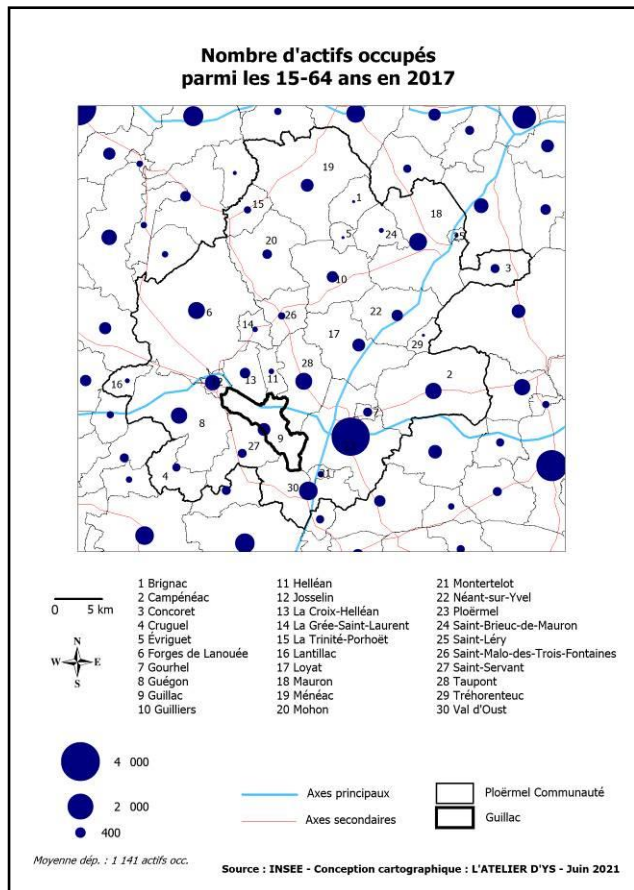 Nombre d'actifs occupés
parmi les 15-64 ans en 2017
19
1
15
18
24
5
20
3
10
6
26
22
14
17
29
28
13
11
2
16
8
9
27
4
30
0 5 km
N
W E
S
1 Brignac
2 Campénéac
3 Concoret
4 Cruguel
5 Évriguet
6 Forges de Lanouée
7 Gourhel
8 Guégon
9 Guillac
10 Guilliers
11 Helléan
12 Josselin
13 La Croix-Helléan
14 La Grée-Saint-Laurent
15 La Trinité-Porhoët
16 Lantillac
17 Loyat
18 Mauron
19 Ménéac
20 Mohon
21 Montertelot
22 Néant-sur-Yvel
23 Ploërmel
24 Saint-Brieuc-de-Mauron
25 Saint-Léry
26 Saint-Malo-des-Trois-Fontaines
27 Saint-Servant
28 Taupont
29 Tréhorenteuc
30 Val d'Oust
4 000
2 000
400
Axes principaux
Axes secondaires
Ploërmel Communauté
Guillac
Moyenne dép. : 1 141 actifs occ.
Source : INSEE - Conception cartographique : L'ATELIER D'YS - Juin 2021